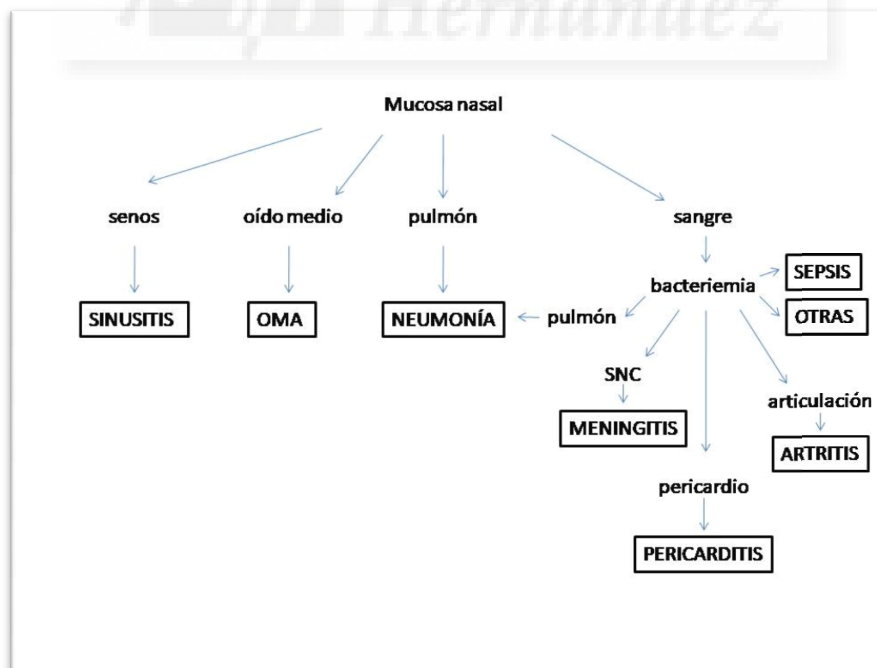 Hernández
Mucosa nasal
senos
oído medio
pulmón
sangre
bacteriemia
SEPSIS
OTRAS
SINUSITIS
OMA
NEUMONÍA
pulmón
SNC
MENINGITIS
articulación
ARTRITIS
pericardio
PERICARDITIS